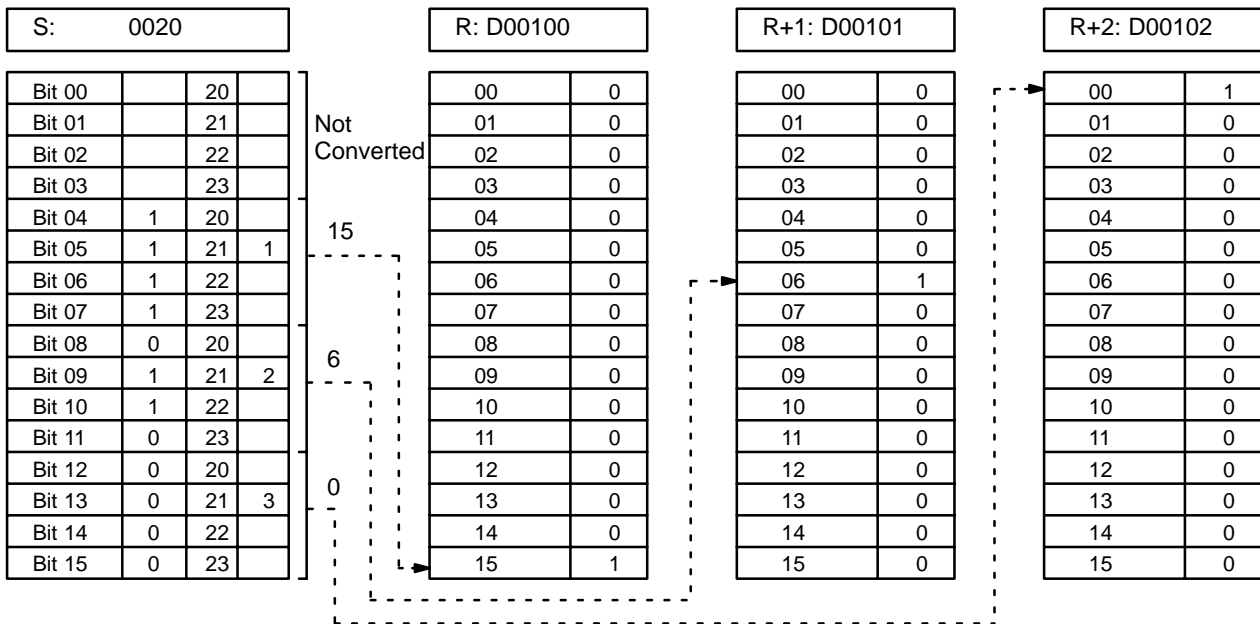 S: 0020 R: D00100 R+1: D00101 R+2: D00102
Bit 00 20 00 0 00 0 00 1
Bit 01 21 Not 01 0 01 0 01 0
Bit 02 22 Converted 02 0 02 0 02 0
Bit 03 23 03 0 03 0 03 0
Bit 04 1 20 04 0 04 0 04 0
15
Bit 05 1 21 1 05 0 05 0 05 0
Bit 06 1 22 06 0 06 1 06 0
Bit 07 1 23 07 0 07 0 07 0
Bit 08 0 20 08 0 08 0 08 0
6
Bit 09 1 21 2 09 0 09 0 09 0
Bit 10 1 22 10 0 10 0 10 0
Bit 11 0 23 11 0 11 0 11 0
Bit 12 0 20 12 0 12 0 12 0
0
Bit 13 0 21 3 13 0 13 0 13 0
Bit 14 0 22 14 0 14 0 14 0
Bit 15 0 23 15 1 15 0 15 0